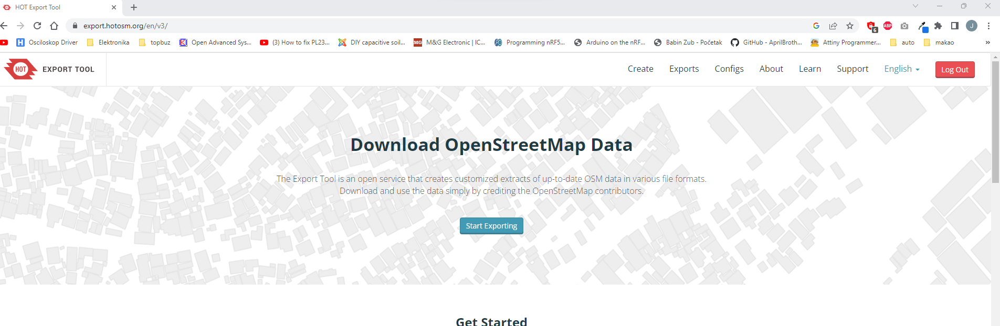 HOT Export Tool
export.hotosm.org/en/v3/
6
ABP
J
H Osciloskop Driver Elektronika topbuz Open Advanced Sys... (3) How to fix PL23... DIY capacitive soil... MG M&G Electronic | IC... Programming nRF5... Arduino on the nRF... Babin Zub - Početak GitHub - AprilBroth... Attiny Programmer... auto makao »
HOT EXPORT TOOL
Create Exports Configs About Learn Support English Log Out
Download OpenStreetMap Data
The Export Tool is an open service that creates customized extracts of up-to-date OSM data in various file formats.
Download and use the data simply by crediting the OpenStreetMap contributors.
Start Exporting
Get Started